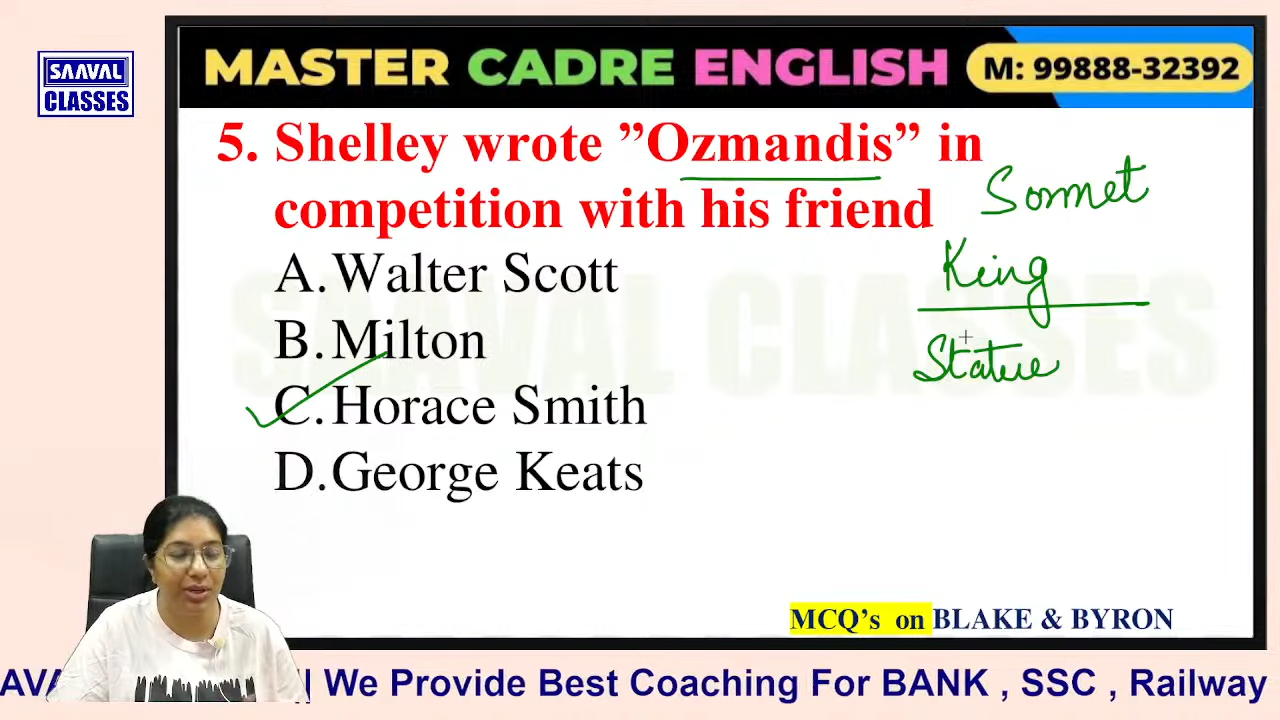 SAAVAL
CLASSES
MASTER CADRE ENGLISH
M: 99888-32392
5. Shelley wrote ”Ozmandis” in
competition with his friend
A. Walter Scott
B. Milton
C. Horace Smith
D. George Keats
Sonnet
King
Statue
SAAVAL CLASSES
MCQ’s on BLAKE & BYRON
We Provide Best Coaching For BANK , SSC , Railway